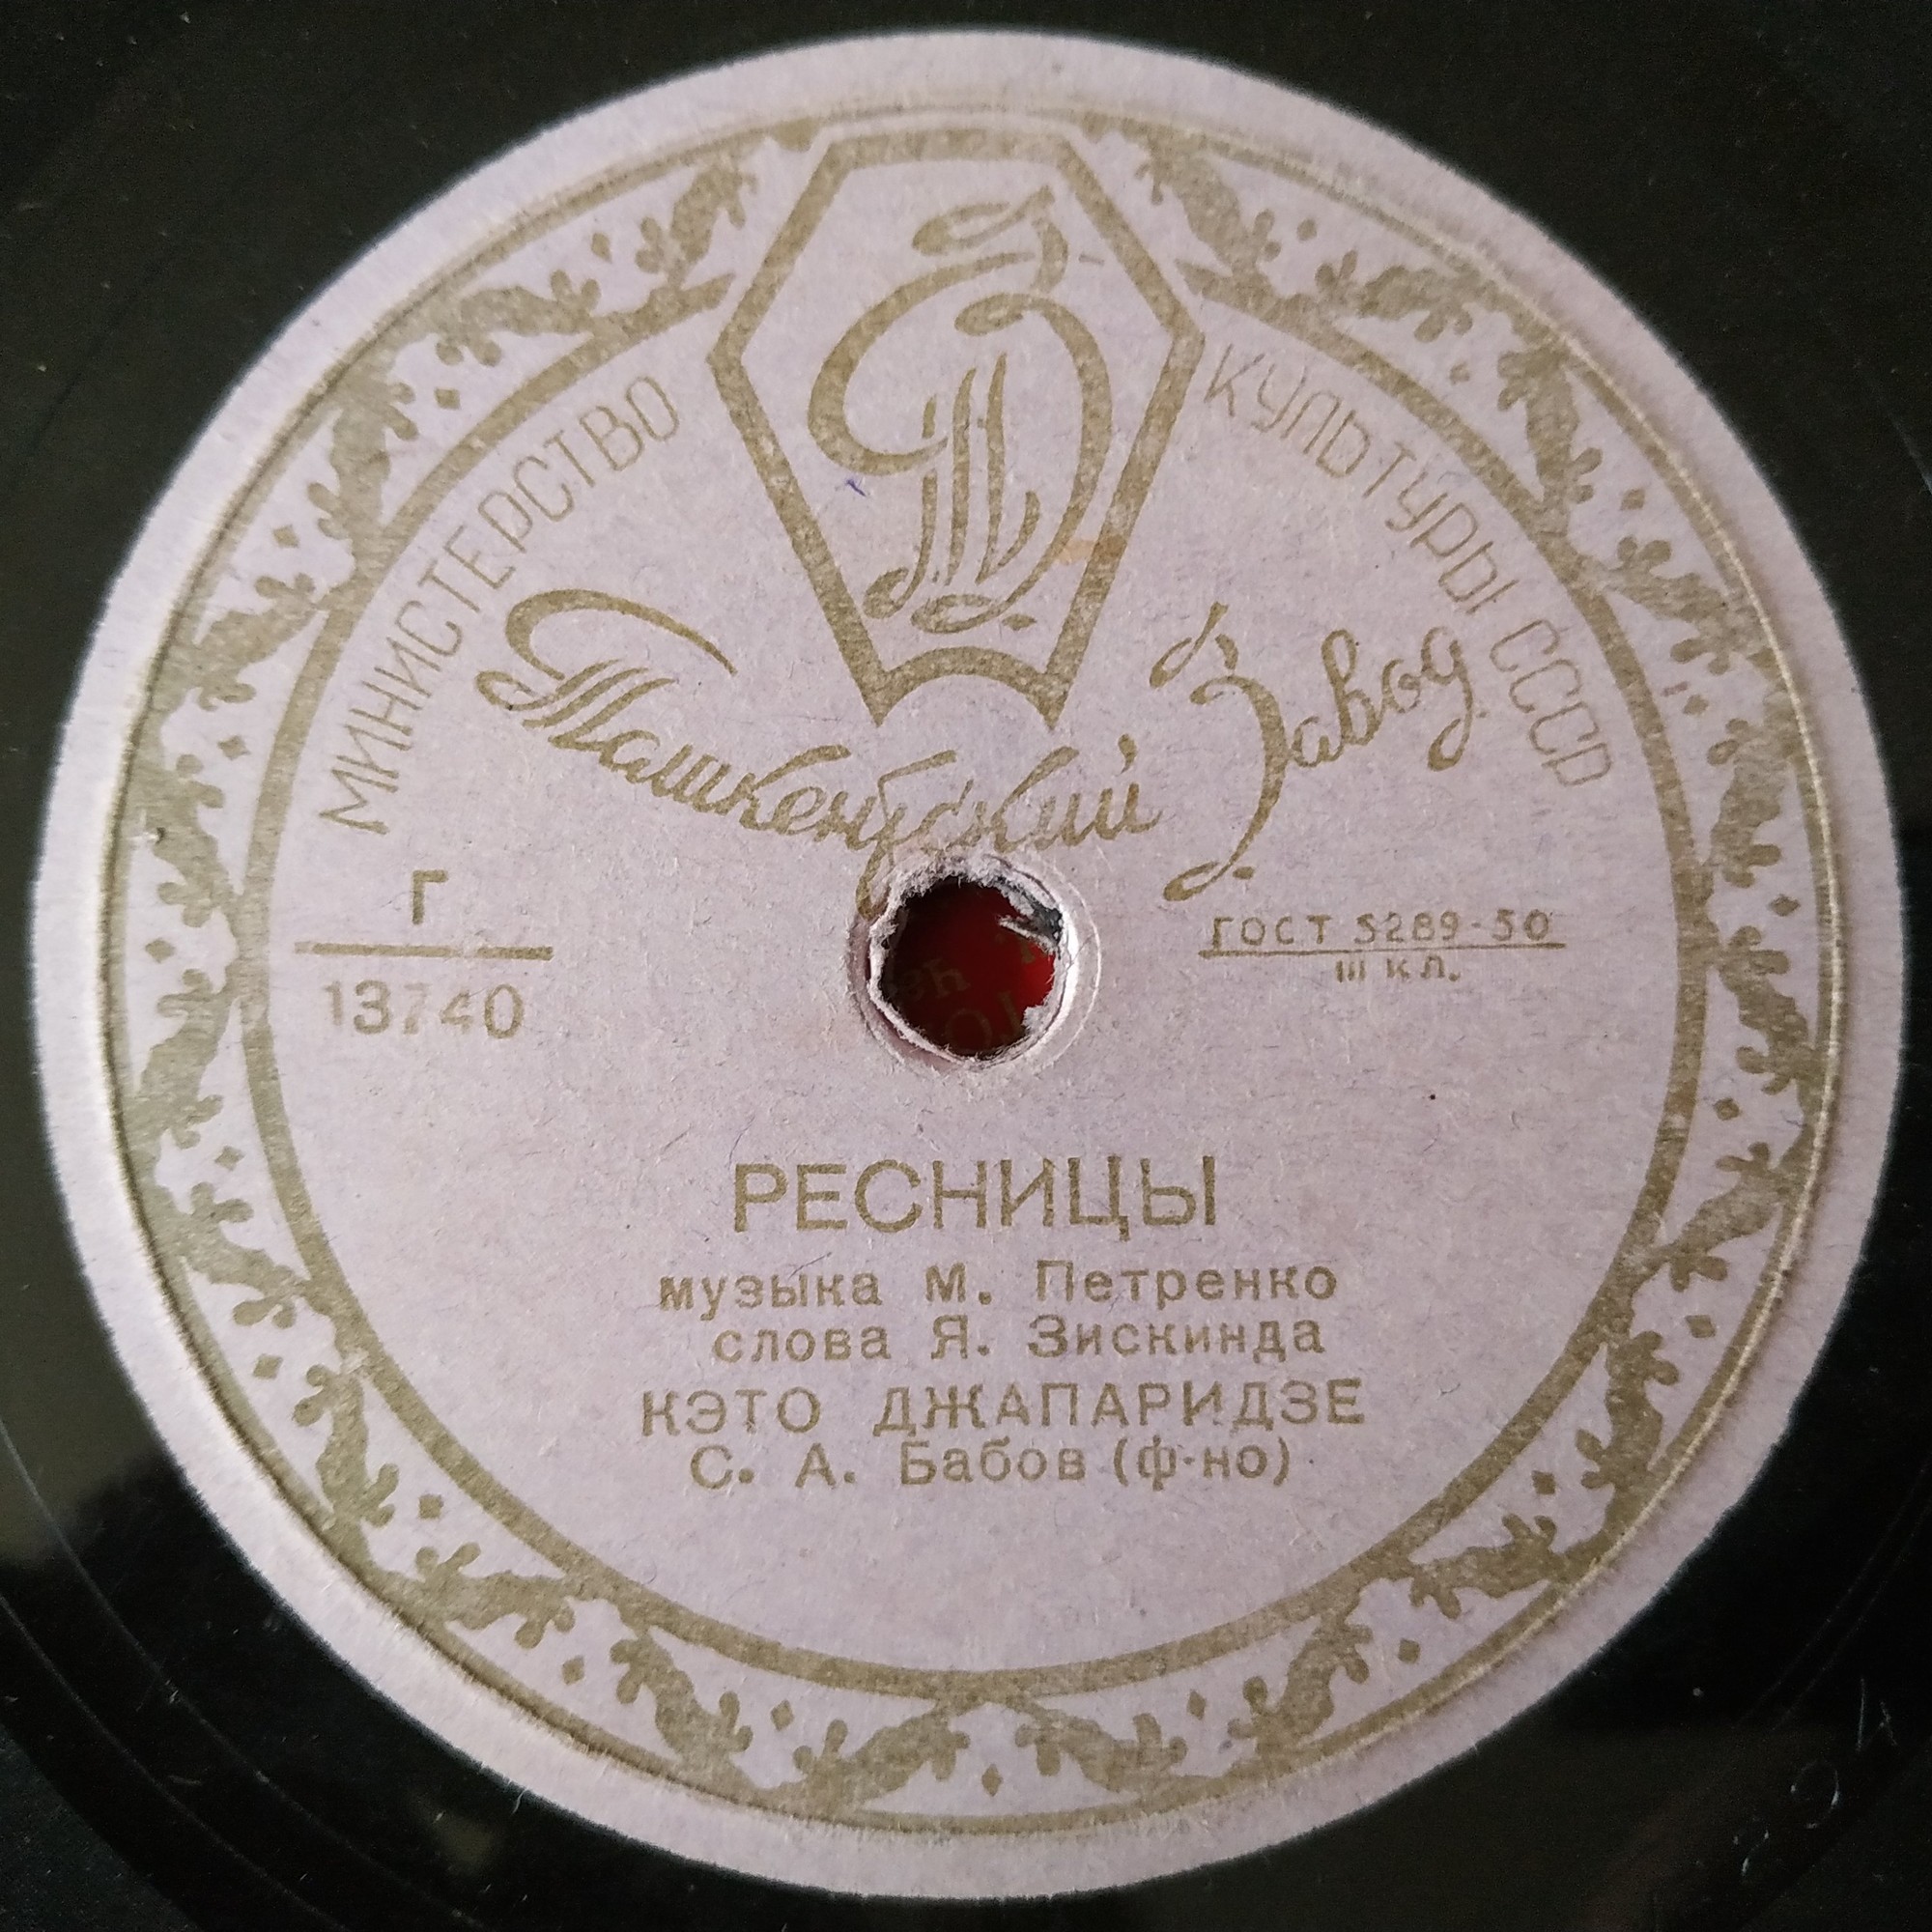 МИНИСТЕРСТВО КУЛЬТУРЫ СССР
Ташкентский Завод
Г
13740
ГОСТ 5289-50
III КЛ.
РЕСНИЦЫ
музыка М. Петренко
слова Я. Зискинда
КЭТО ДЖАПАРИДЗЕ
С. А. Бабов (ф-но)